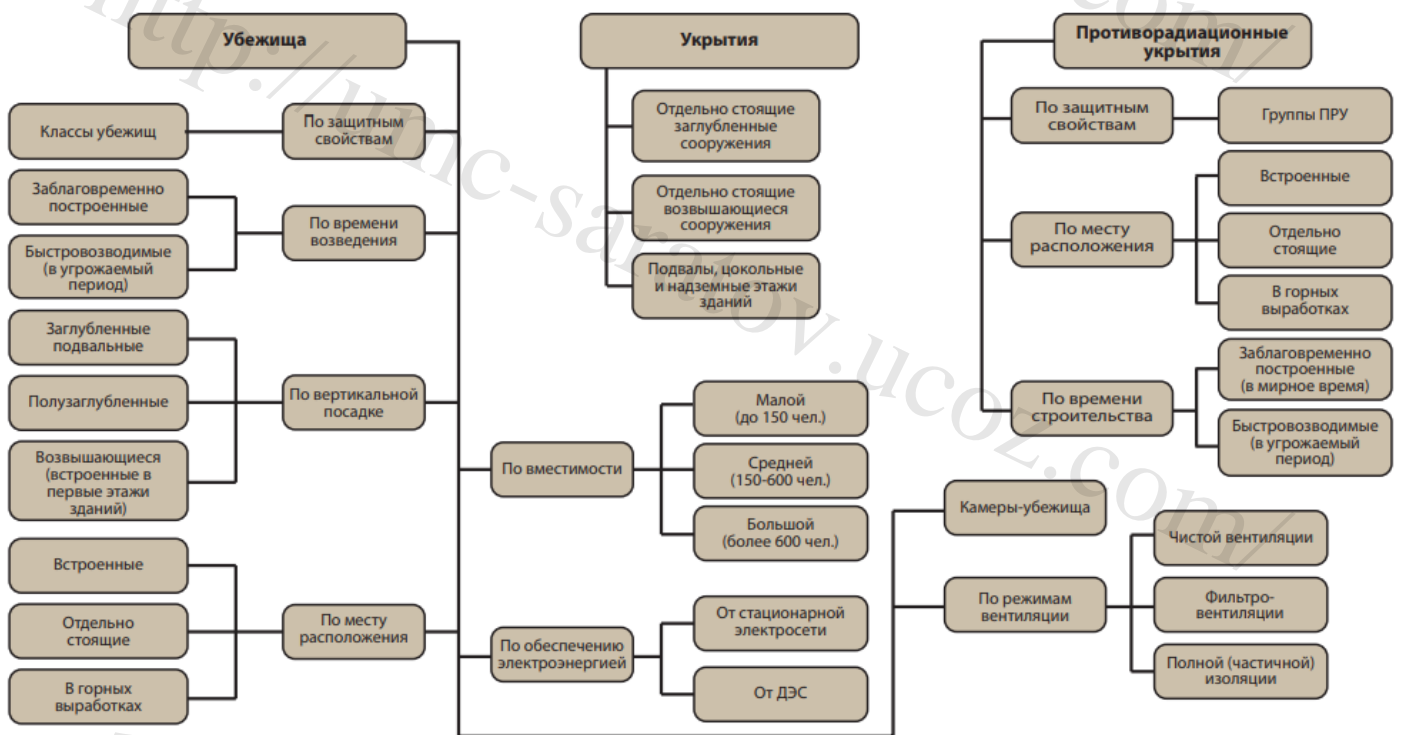 Убежища
Классы убежищ
По защитным
свойствам
Заблаговременно
построенные
Быстровозводимые
(в угрожаемый
период)
По времени
возведения
Заглубленные
подвальные
Полузаглубленные
Возвышающиеся
(встроенные в
первые этажи
зданий)
По вертикальной
посадке
Встроенные
Отдельно
стоящие
В горных
выработках
По месту
расположения
По вместимости
Малой
(до 150 чел.)
Средней
(150-600 чел.)
Большой
(более 600 чел.)
По обеспечению
электроэнергией
От стационарной
электросети
От ДЭС
Камеры-убежища
По режимам
вентиляции
Чистой вентиляции
Фильтро-
вентиляции
Полной (частичной)
изоляции
Укрытия
Отдельно стоящие
заглубленные
сооружения
Отдельно стоящие
возвышающиеся
сооружения
Подвалы, цокольные
и надземные этажи
зданий
Противорадиационные
укрытия
По защитным
свойствам
Группы ПРУ
По месту
расположения
Встроенные
Отдельно
стоящие
В горных
выработках
По времени
строительства
Заблаговременно
построенные
(в мирное время)
Быстровозводимые
(в угрожаемый
период)
http://umc-saratov.ucoz.com/
com/